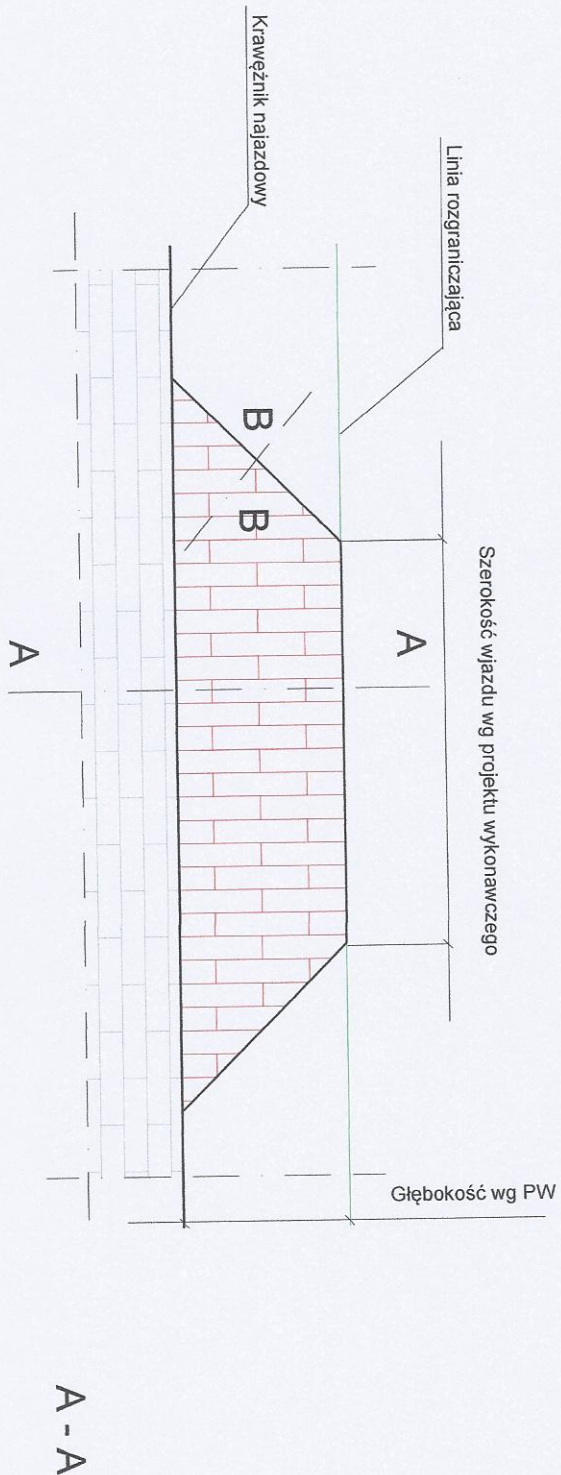 Krawężnik najazdowy
Linia rozgraniczająca
Szerokość wjazdu wg projektu wykonawczego
Głębokość wg PW
B
B
A
A
A - A